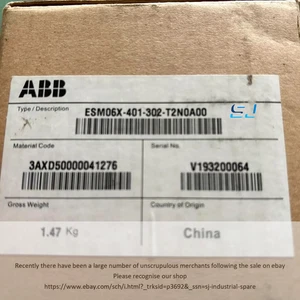 ABB
Type / Description
ESM06X-401-302-T2N0A00
SJ
Material Code
Serial No.
3AXD50000041276
V193200064
Gross Weight
Country of Origin
1.47 Kg
China
Recently there have been a large number of unscrupulous merchants following the sale on ebay
Please recognise our shop
https://www.ebay.com/sch/i.html?_trksid=p3692&_ssn=sj-industrial-spare